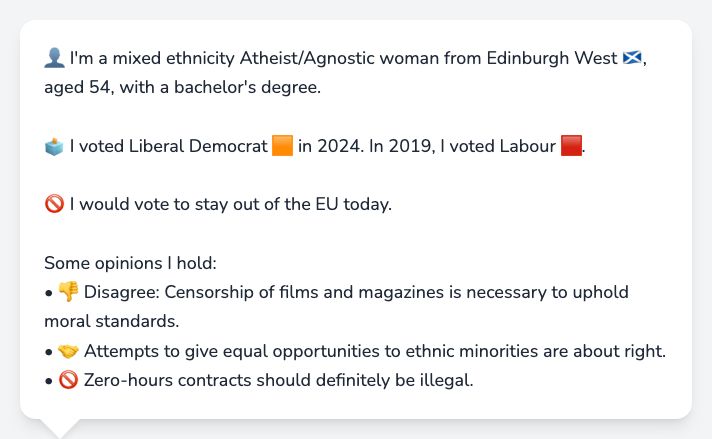 👤 I'm a mixed ethnicity Atheist/Agnostic woman from Edinburgh West 🏴󠁧󠁢󠁳󠁣󠁴󠁿,
aged 54, with a bachelor's degree.
🗳️ I voted Liberal Democrat 🟧 in 2024. In 2019, I voted Labour 🟥.
🚫 I would vote to stay out of the EU today.
Some opinions I hold:
• 👎 Disagree: Censorship of films and magazines is necessary to uphold
moral standards.
• 🤝 Attempts to give equal opportunities to ethnic minorities are about right.
• 🚫 Zero-hours contracts should definitely be illegal.